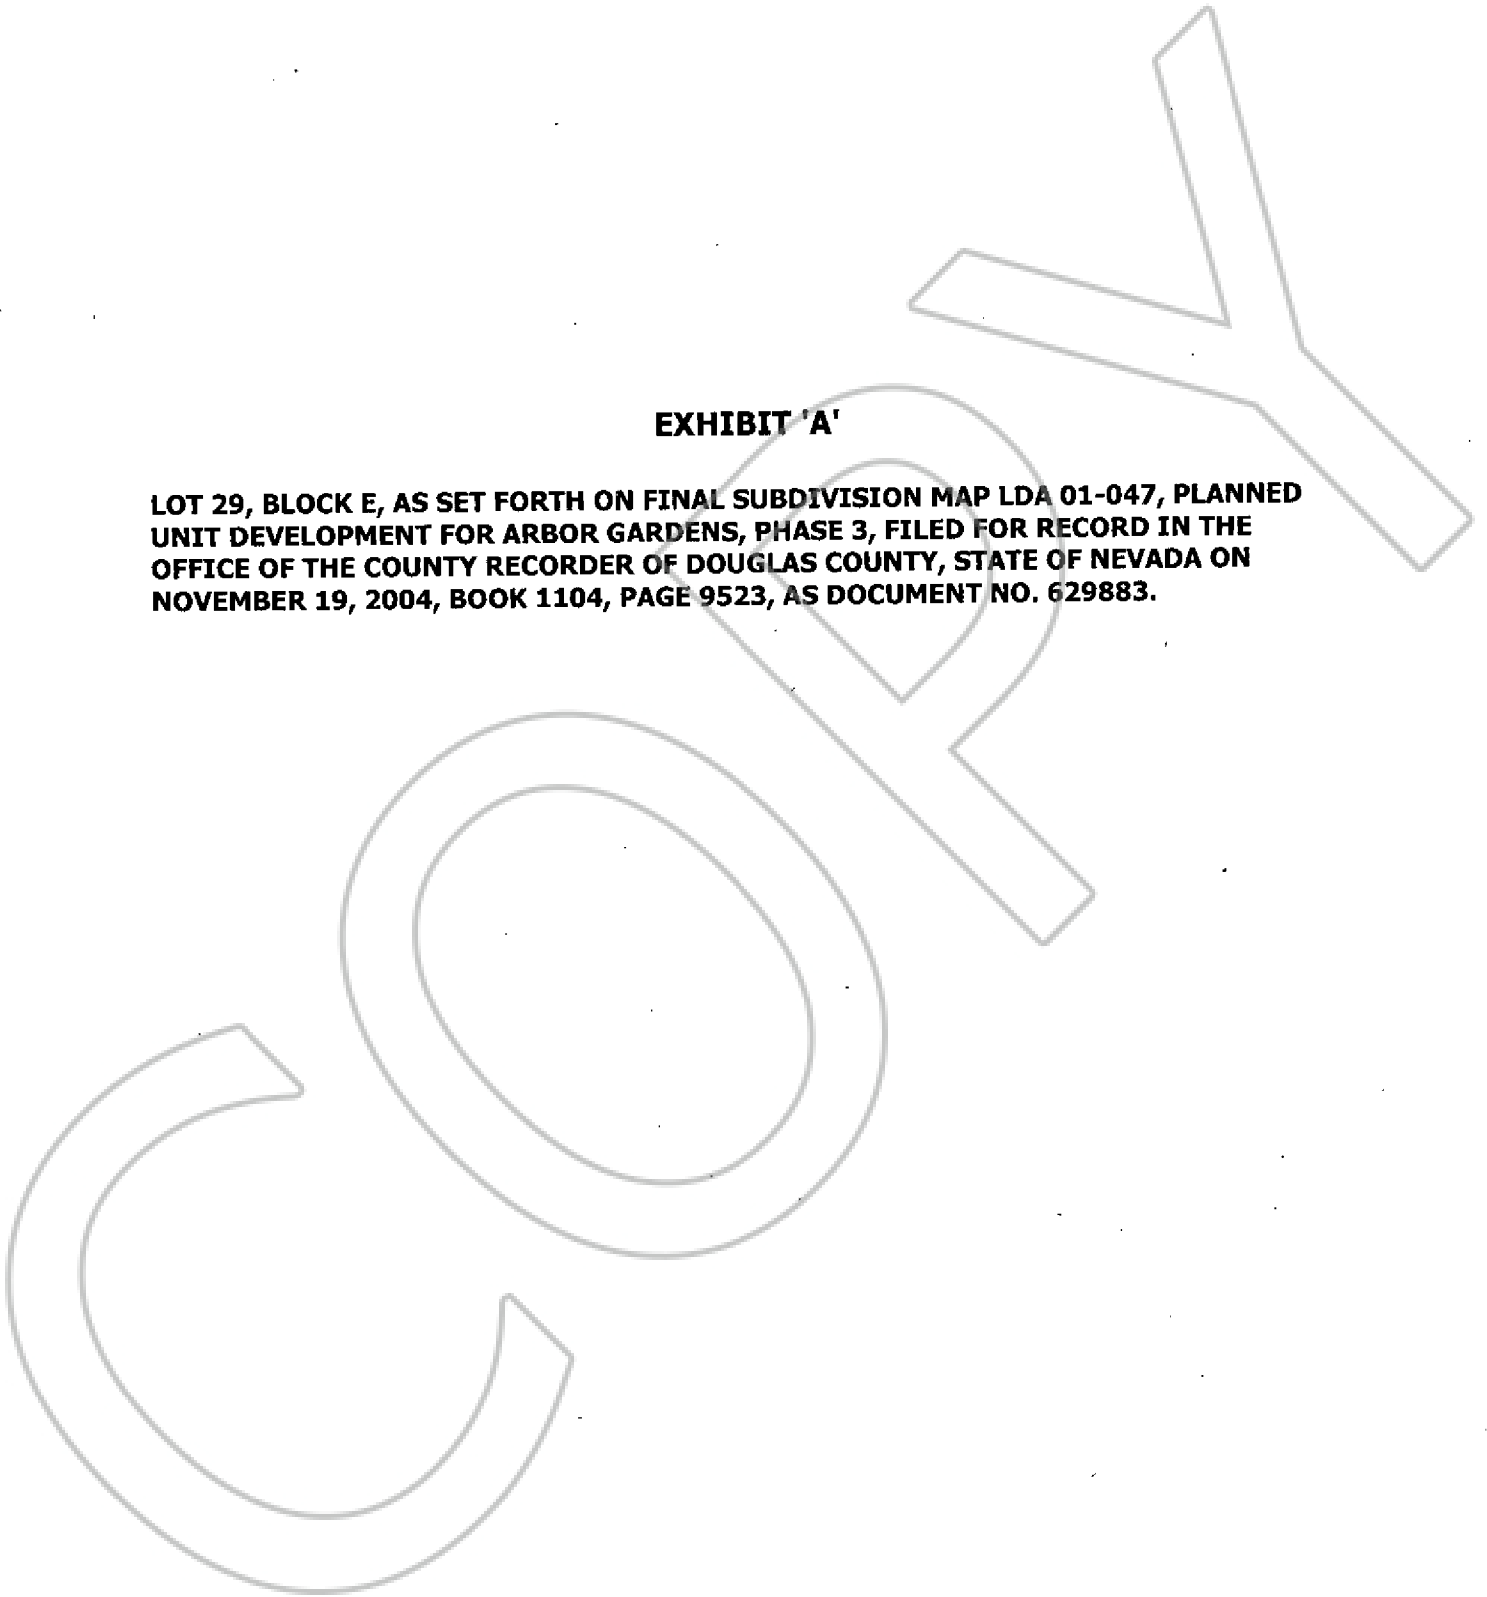 EXHIBIT 'A'
LOT 29, BLOCK E, AS SET FORTH ON FINAL SUBDIVISION MAP LDA 01-047, PLANNED
UNIT DEVELOPMENT FOR ARBOR GARDENS, PHASE 3, FILED FOR RECORD IN THE
OFFICE OF THE COUNTY RECORDER OF DOUGLAS COUNTY, STATE OF NEVADA ON
NOVEMBER 19, 2004, BOOK 1104, PAGE 9523, AS DOCUMENT NO. 629883.
COPY